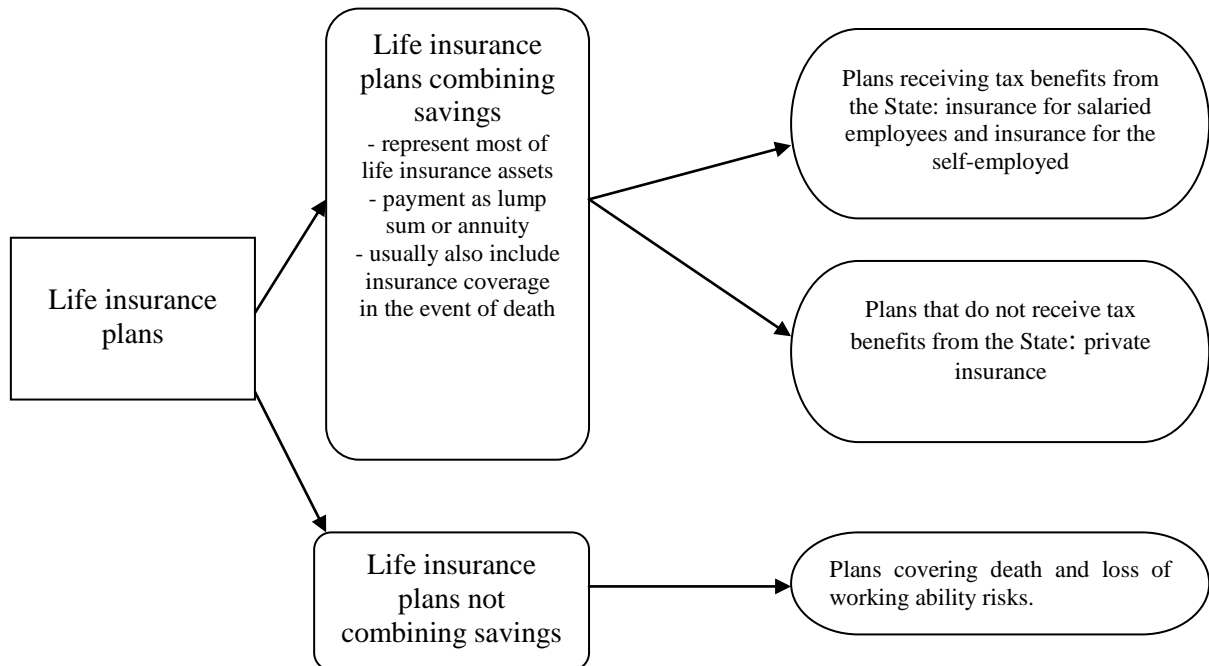 Life insurance
plans
Life insurance
plans combining
savings
- represent most of
life insurance assets
- payment as lump
sum or annuity
- usually also include
insurance coverage
in the event of death
Plans receiving tax benefits from
the State: insurance for salaried
employees and insurance for the
self-employed
Plans that do not receive tax
benefits from the State: private
insurance
Life insurance
plans not
combining savings
Plans covering death and loss of
working ability risks.